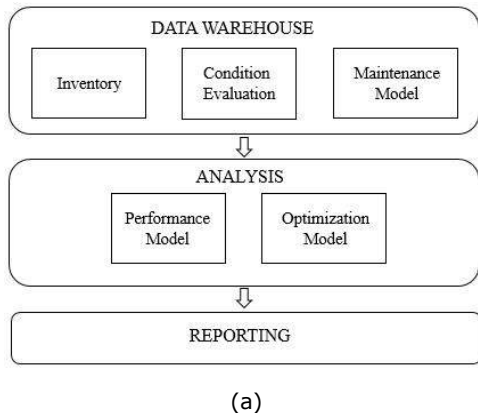 DATA WAREHOUSE
Inventory
Condition
Evaluation
Maintenance
Model
ANALYSIS
Performance
Model
Optimization
Model
REPORTING
(a)